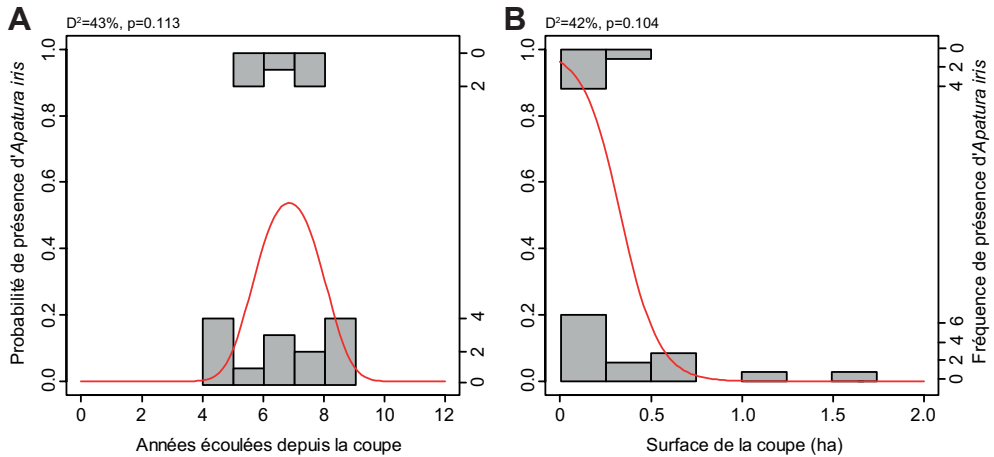 A
D²=43%, p=0.113
Probabilité de présence d'Apatura iris
1.0
0.8
0.6
0.4
0.2
0.0
0
2
4
2
0
0 2 4 6 8 10 12
Années écoulées depuis la coupe
B
D²=42%, p=0.104
1.0
0.8
0.6
0.4
0.2
0.0
0
2
4
6
4
2
0
Fréquence de présence d'Apatura iris
0 0.5 1.0 1.5 2.0
Surface de la coupe (ha)